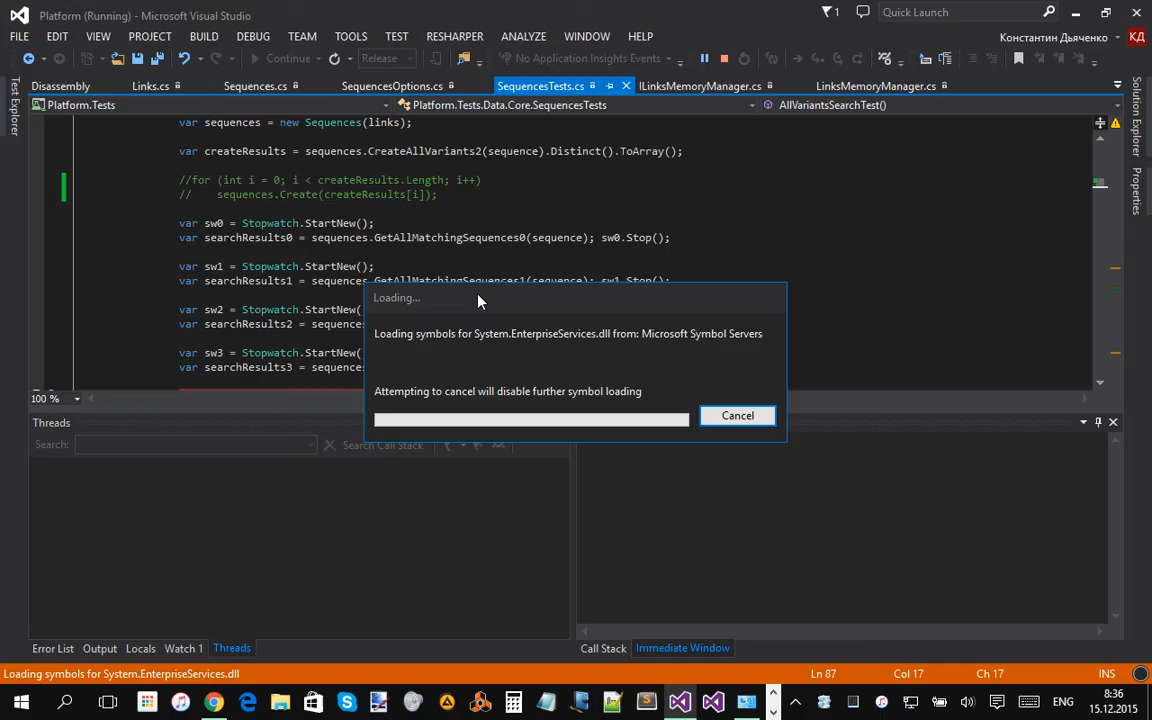 Platform (Running) - Microsoft Visual Studio
1
Quick Launch
FILE EDIT VIEW PROJECT BUILD DEBUG TEAM TOOLS TEST RESHARPER ANALYZE WINDOW HELP
Константин Дьяченко КД
Continue Release No Application Insights Events
Disassembly Links.cs Sequences.cs SequencesOptions.cs SequencesTests.cs ILinksMemoryManager.cs LinksMemoryManager.cs
Test Explorer
Solution Explorer
Properties
Platform.Tests Platform.Tests.Data.Core.SequencesTests AllVariantsSearchTest()
var sequences = new Sequences(links);
var createResults = sequences.CreateAllVariants2(sequence).Distinct().ToArray();
//for (int i = 0; i < createResults.Length; i++)
//    sequences.Create(createResults[i]);
var sw0 = Stopwatch.StartNew();
var searchResults0 = sequences.GetAllMatchingSequences0(sequence); sw0.Stop();
var sw1 = Stopwatch.StartNew();
var searchResults1 = sequences.GetAllMatchingSequences1(sequence); sw1.Stop();
var sw2 = Stopwatch.StartNew(
var searchResults2 = sequence
var sw3 = Stopwatch.StartNew(
var searchResults3 = sequence
Loading...
Loading symbols for System.EnterpriseServices.dll from: Microsoft Symbol Servers
Attempting to cancel will disable further symbol loading
Cancel
100 %
Threads
Search: Search Call Stack
Error List Output Locals Watch 1 Threads
Call Stack Immediate Window
Loading symbols for System.EnterpriseServices.dll Ln 87 Col 17 Ch 17 INS
ENG
8:36
15.12.2015